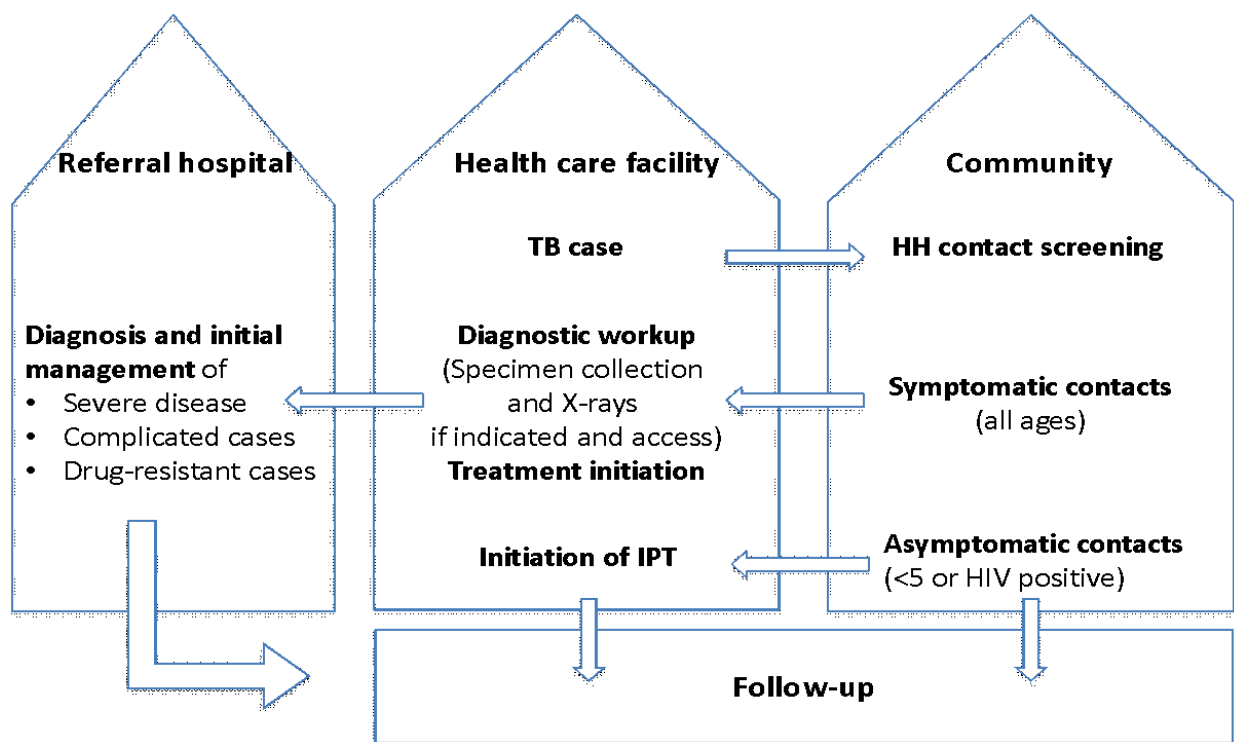 Referral hospital
Diagnosis and initial
management of
• Severe disease
• Complicated cases
• Drug-resistant cases
Health care facility
TB case
Diagnostic workup
(Specimen collection
and X-rays
if indicated and access)
Treatment initiation
Initiation of IPT
Community
HH contact screening
Symptomatic contacts
(all ages)
Asymptomatic contacts
(<5 or HIV positive)
Follow-up